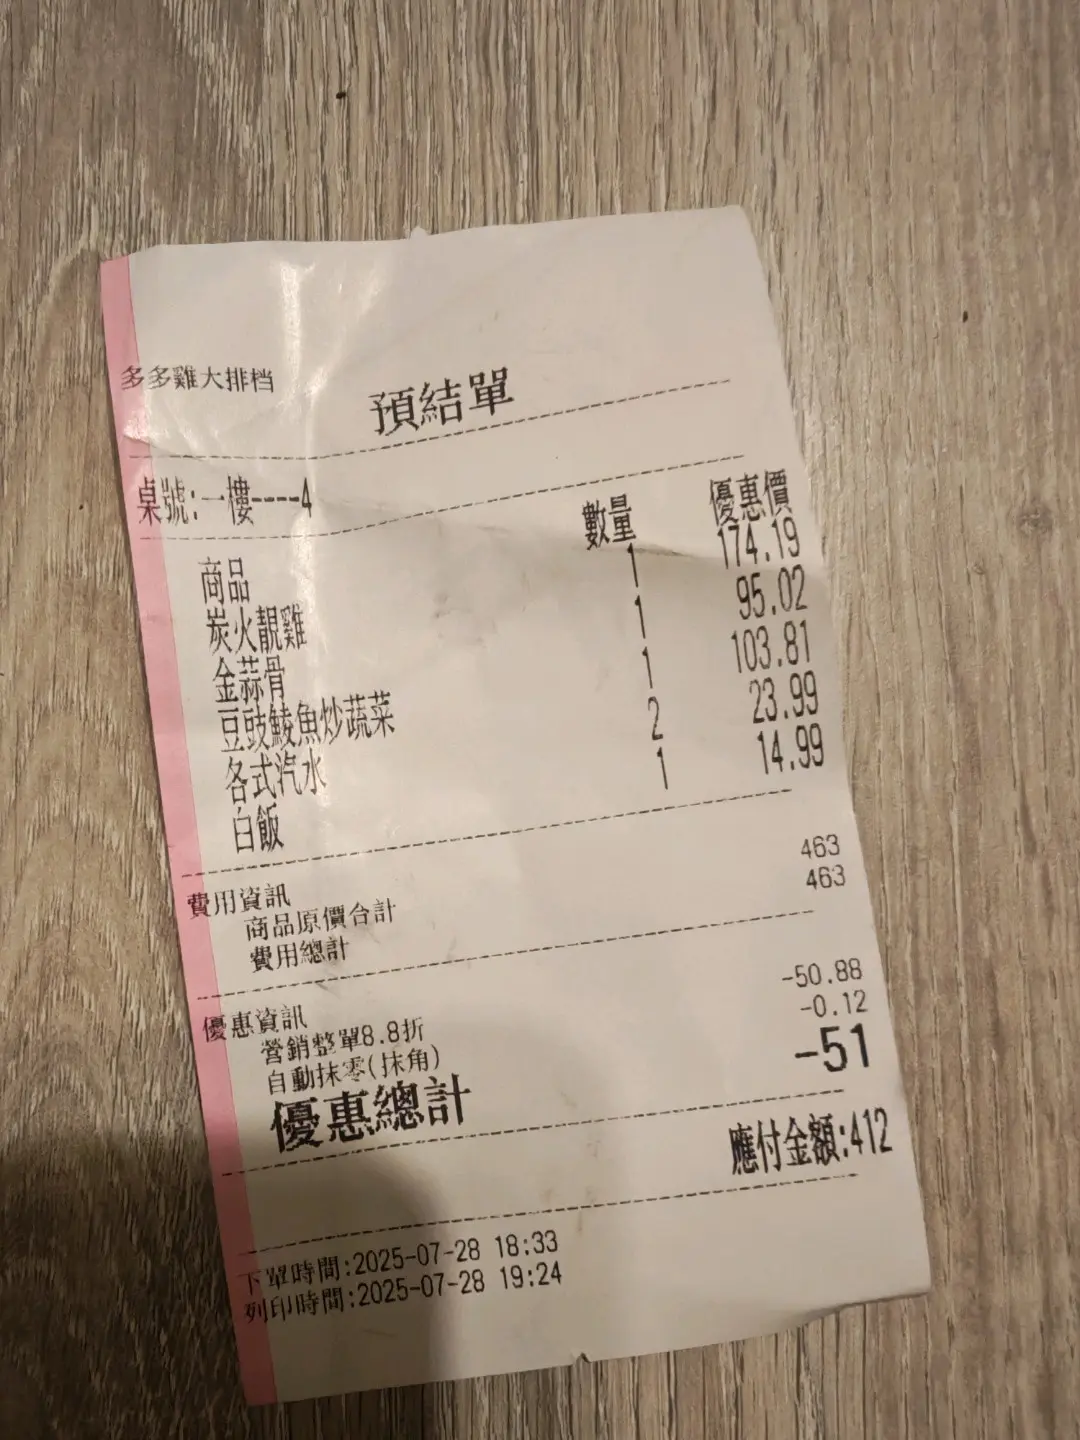 多多雞大排档
預結單
桌號:一樓----4
商品 數量 優惠價
炭火靚雞 1 174.19
金蒜骨 1 95.02
豆豉鯪魚炒蔬菜 1 103.81
各式汽水 2 23.99
白飯 1 14.99
費用資訊
商品原價合計 463
費用總計 463
優惠資訊
營銷整單8.8折 -50.88
自動抹零(抹角) -0.12
優惠總計 -51
應付金額:412
下單時間:2025-07-28 18:33
列印時間:2025-07-28 19:24